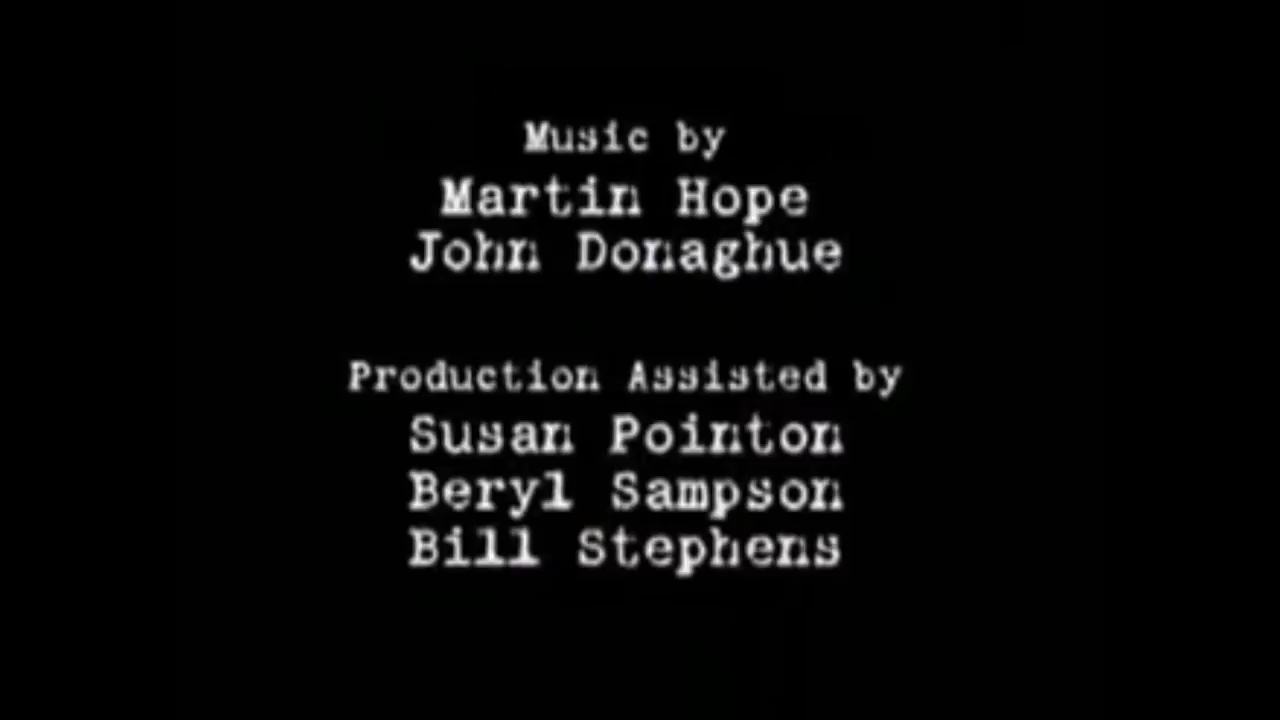 Music by
Martin Hope
John Donaghue
Production Assisted by
Susan Pointon
Beryl Sampson
Bill Stephens